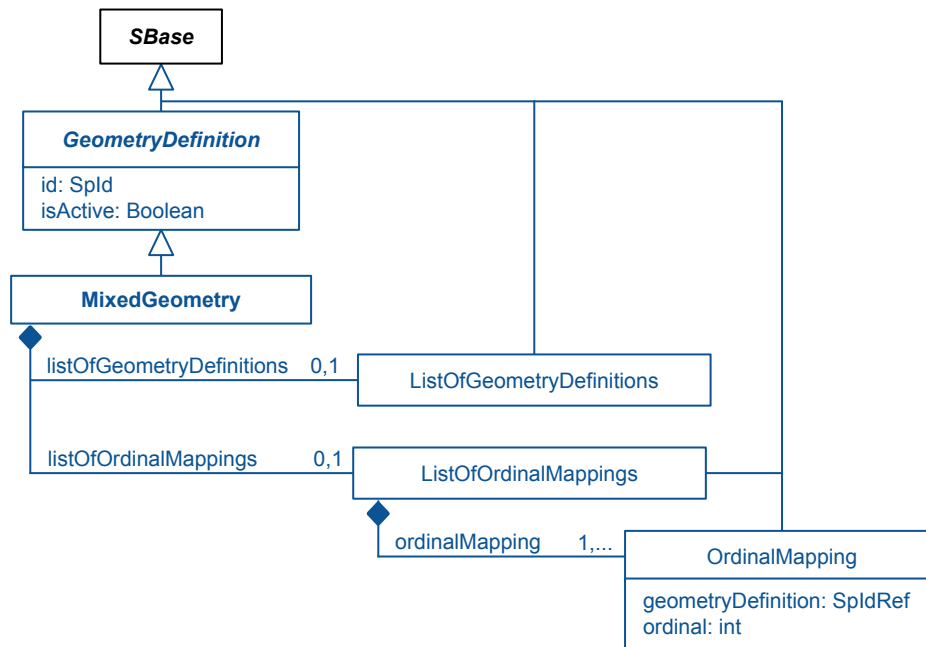 SBase
GeometryDefinition
id: SpId
isActive: Boolean
MixedGeometry
listOfGeometryDefinitions 0,1
ListOfGeometryDefinitions
listOfOrdinalMappings 0,1
ListOfOrdinalMappings
ordinalMapping 1,...
OrdinalMapping
geometryDefinition: SpIdRef
ordinal: int